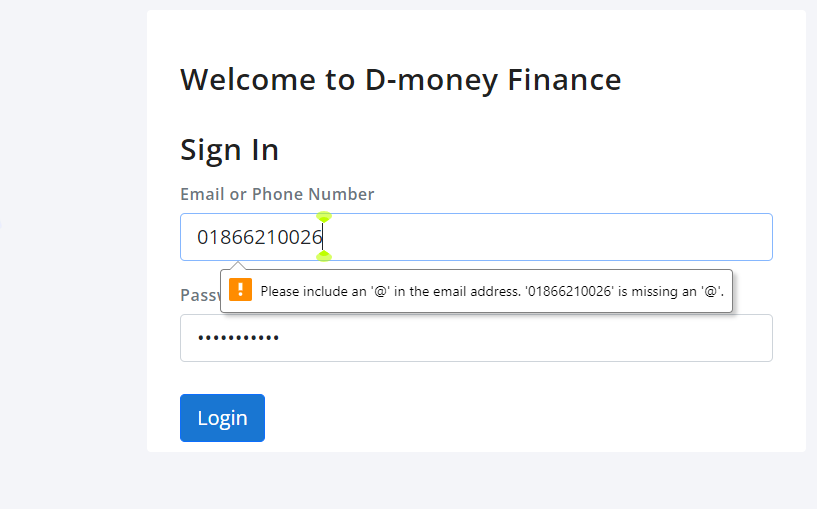 Welcome to D-money Finance
Sign In
Email or Phone Number
01866210026
Please include an '@' in the email address. '01866210026' is missing an '@'.
•••••••••••
Login